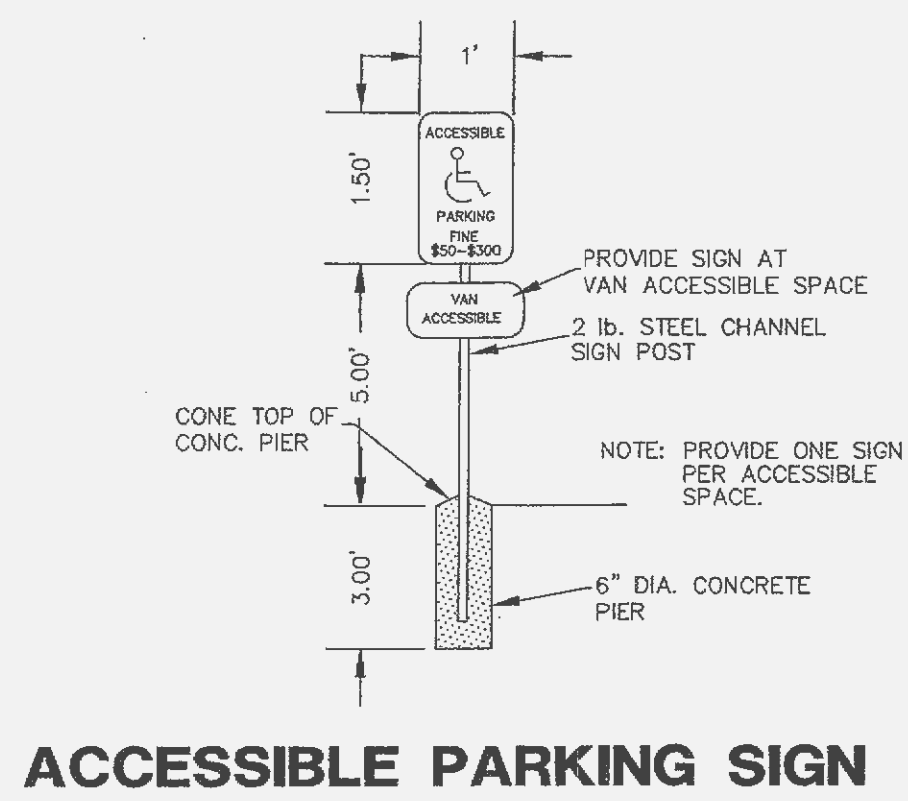 1'
1.50'
ACCESSIBLE
PARKING
FINE
$50-$300
PROVIDE SIGN AT
VAN ACCESSIBLE SPACE
VAN
ACCESSIBLE
2 lb. STEEL CHANNEL
SIGN POST
5.00'
CONE TOP OF
CONC. PIER
NOTE: PROVIDE ONE SIGN
PER ACCESSIBLE
SPACE.
3.00'
6" DIA. CONCRETE
PIER
ACCESSIBLE PARKING SIGN